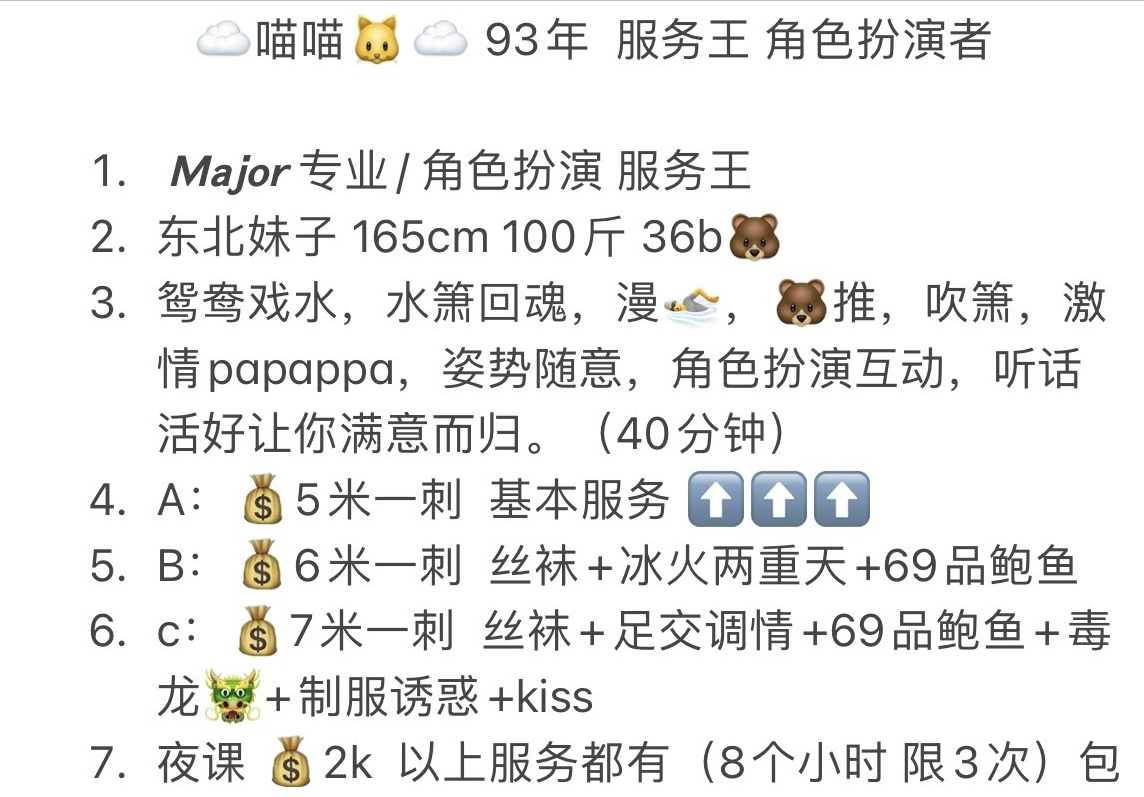 ☁️喵喵🐱☁️ 93年 服务王 角色扮演者
1. Major 专业/角色扮演 服务王
2. 东北妹子 165cm 100斤 36b🐻
3. 鸳鸯戏水，水箫回魂，漫🏊，🐻推，吹箫，激
情papappa，姿势随意，角色扮演互动，听话
活好让你满意而归。（40分钟）
4. A：💰5米一刺 基本服务 ⬆️⬆️⬆️
5. B：💰6米一刺 丝袜+冰火两重天+69品鲍鱼
6. c：💰7米一刺 丝袜+足交调情+69品鲍鱼+毒
龙🐲+制服诱惑+kiss
7. 夜课 💰2k 以上服务都有（8个小时 限3次）包